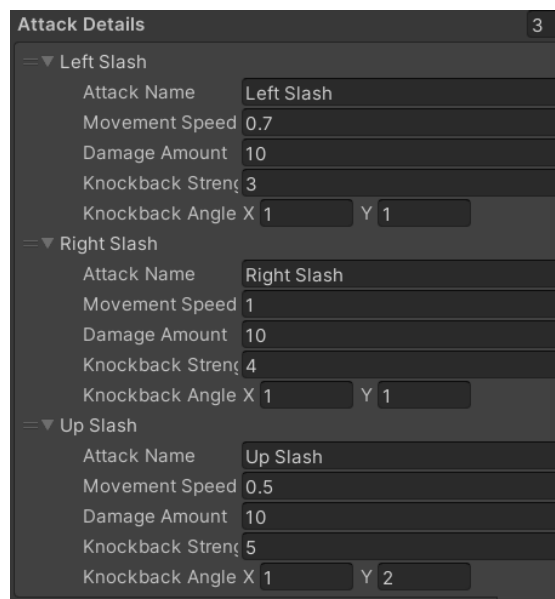 Attack Details 3
Left Slash
Attack Name Left Slash
Movement Speed 0.7
Damage Amount 10
Knockback Streng 3
Knockback Angle X 1 Y 1
Right Slash
Attack Name Right Slash
Movement Speed 1
Damage Amount 10
Knockback Streng 4
Knockback Angle X 1 Y 1
Up Slash
Attack Name Up Slash
Movement Speed 0.5
Damage Amount 10
Knockback Streng 5
Knockback Angle X 1 Y 2